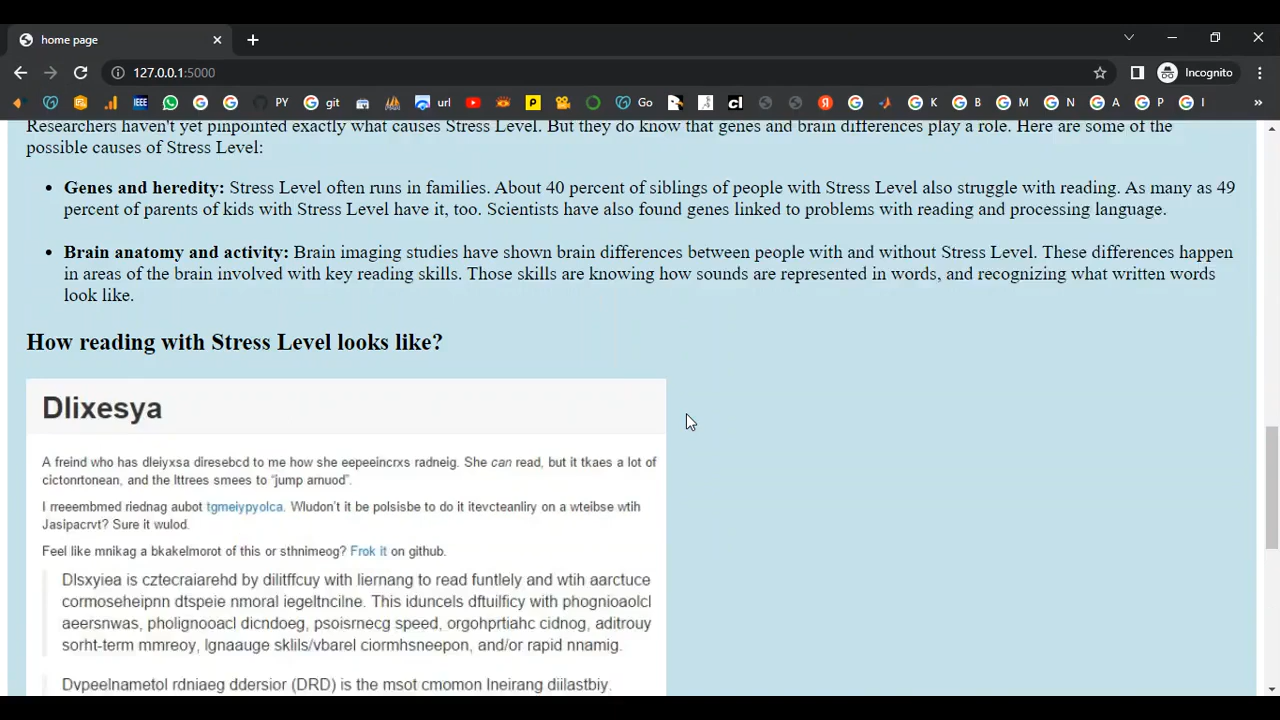 home page
127.0.0.1:5000
Incognito
IEEE
PY
git
url
P
Go
cl
K
B
M
N
A
P
I
Researchers haven't yet pinpointed exactly what causes Stress Level. But they do know that genes and brain differences play a role. Here are some of the
possible causes of Stress Level:
Genes and heredity: Stress Level often runs in families. About 40 percent of siblings of people with Stress Level also struggle with reading. As many as 49
percent of parents of kids with Stress Level have it, too. Scientists have also found genes linked to problems with reading and processing language.
Brain anatomy and activity: Brain imaging studies have shown brain differences between people with and without Stress Level. These differences happen
in areas of the brain involved with key reading skills. Those skills are knowing how sounds are represented in words, and recognizing what written words
look like.
How reading with Stress Level looks like?
Dlixesya
A freind who has dleiyxsa diresebcd to me how she eepeeincrxs radneig. She can read, but it tkaes a lot of
cictonrtonean, and the lttrees smees to “jump arnuod”.
I rreeembmed riednag aubot tgmeiypyolca. Wludon't it be polsisbe to do it itevcteanliry on a wteibse wtih
Jasipacrvt? Sure it wulod.
Feel like mnikag a bkakelmorot of this or sthnimeog? Frok it on github.
Dlsxyiea is cztecraiarehd by dilitffcuy with liernang to read funtlely and wtih aarctuce
cormoseheipnn dtspeie nmoral iegeltncilne. This iduncels dftuilficy with phognioaolcl
aeersnwas, pholignooacl dicndoeg, psoisrnecg speed, orgohprtiahc cidnog, aditrouy
sorht-term mmreoy, lgnaauge sklils/vbarel ciormhsneepon, and/or rapid nnamig.
Dvpeelnametol rdniaeg ddersior (DRD) is the msot cmomon lneirang diilastbiy.